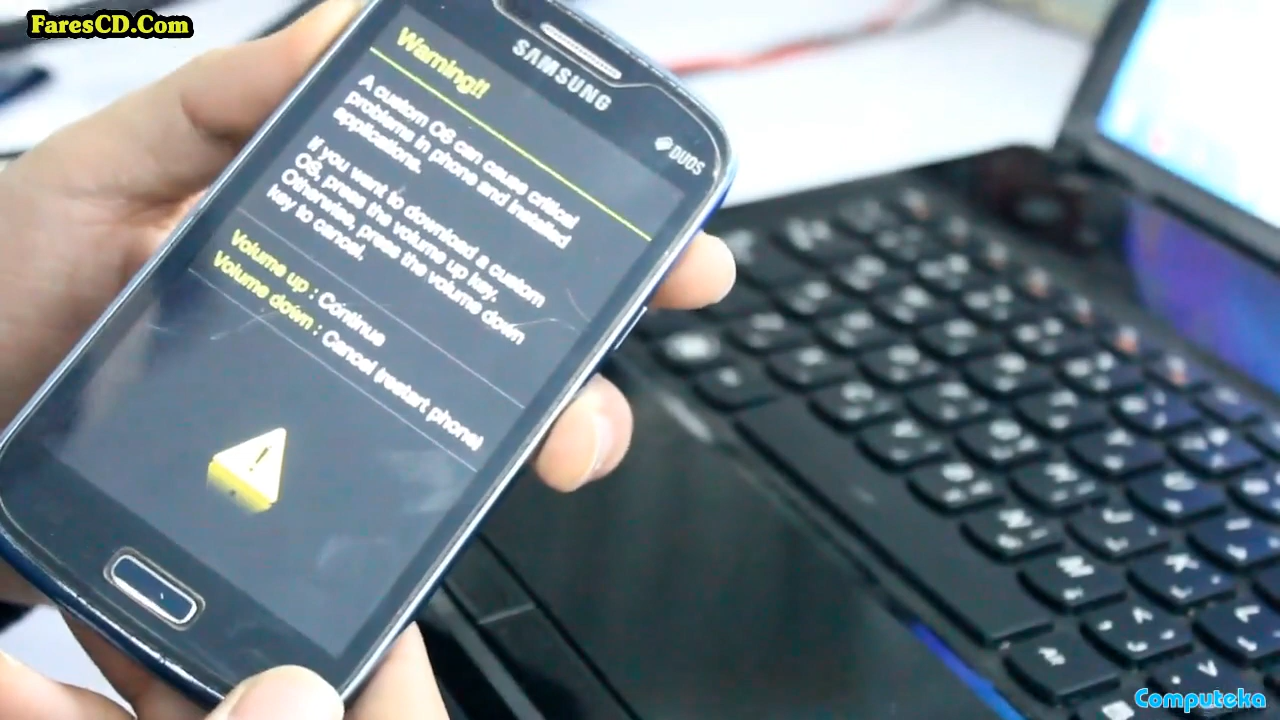 FaresCD.Com
SAMSUNG
DUOS
Warning!!
A custom OS can cause critical
problems in phone and installed
applications.
If you want to download a custom
OS, press the volume up key.
Otherwise, press the volume down
key to cancel.
Volume up : Continue
Volume down : Cancel (restart phone)
Computeka